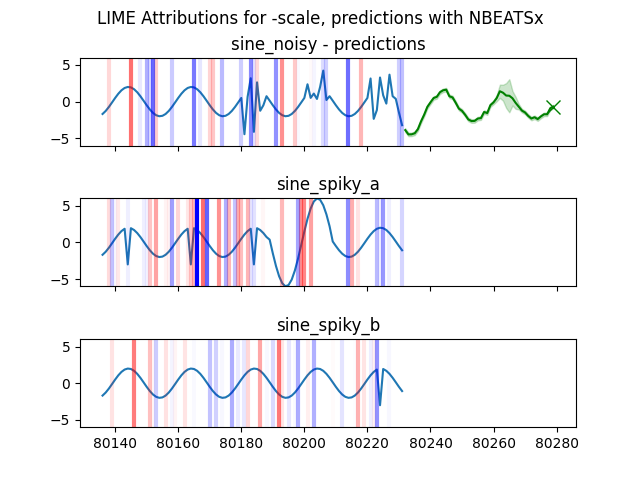 LIME Attributions for -scale, predictions with NBEATSx
sine_noisy - predictions
5
0
−5
sine_spiky_a
5
0
−5
sine_spiky_b
5
0
−5
80140 80160 80180 80200 80220 80240 80260 80280